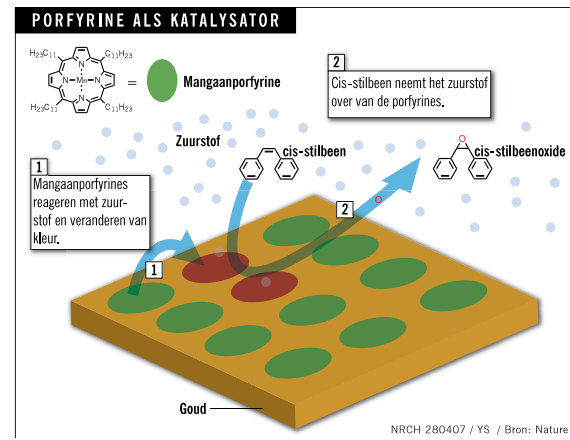 PORFYRINE ALS KATALYSATOR
H23C11 C11H23
N
N Mn N
N
H23C11 C11H23
=
Mangaanporfyrine
2
Cis-stilbeen neemt het zuurstof
over van de porfyrines.
Zuurstof
cis-stilbeen
O
cis-stilbeenoxide
1
Mangaanporfyrines
reageren met zuur-
stof en veranderen van
kleur.
O
2
1
Goud
NRCH 280407 / YS / Bron: Nature